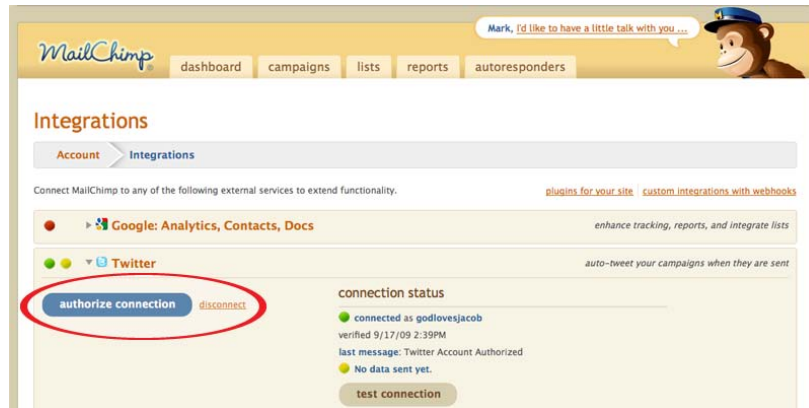 Mark, I'd like to have a little talk with you ...
MailChimp
dashboard campaigns lists reports autoresponders
Integrations
Account Integrations
Connect MailChimp to any of the following external services to extend functionality.
plugins for your site custom integrations with webhooks
Google: Analytics, Contacts, Docs
enhance tracking, reports, and integrate lists
Twitter
auto-tweet your campaigns when they are sent
authorize connection disconnect
connection status
connected as godlovesjacob
verified 9/17/09 2:39PM
last message: Twitter Account Authorized
No data sent yet.
test connection